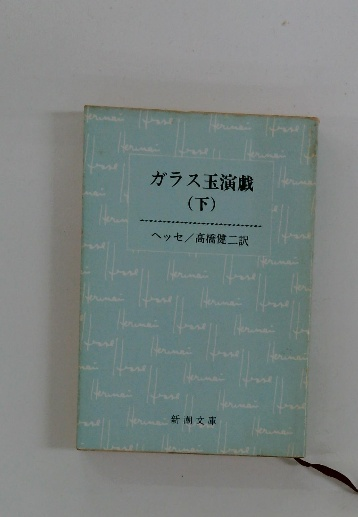 ガラス玉演戯
（下）
ヘッセ／高橋健二訳
新潮文庫